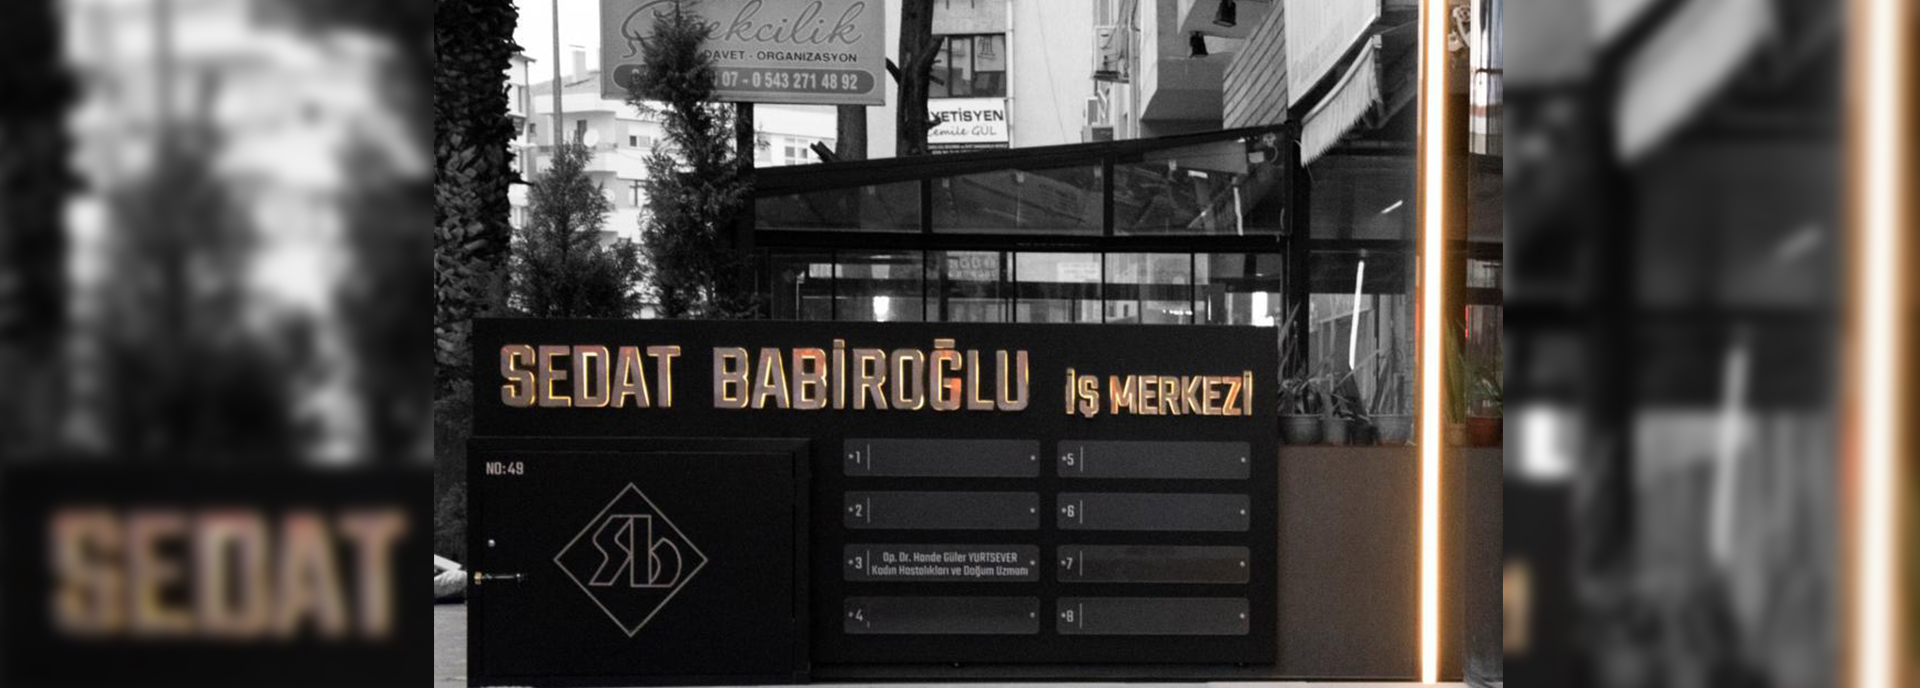 Çiçekcilik
DAVET - ORGANİZASYON
07 - 0 543 271 48 92
YETİSYEN
Cemile GÜL
SEDAT BABİROĞLU İŞ MERKEZİ
NO:49
1
2
3 Op. Dr. Hande Güler YURTSEVER
Kadın Hastalıkları ve Doğum Uzmanı
4
5
6
7
8
SEDAT